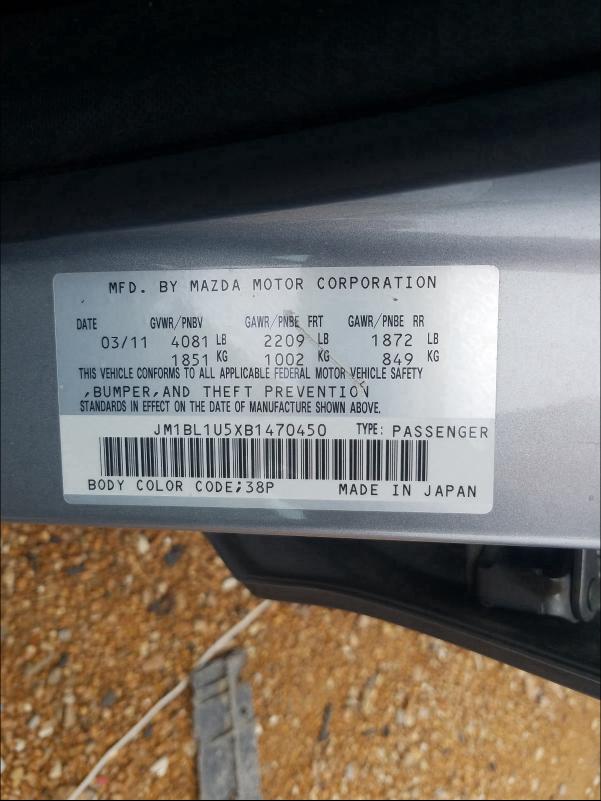 MFD. BY MAZDA MOTOR CORPORATION
DATE GVWR/PNBV GAWR/PNBE FRT GAWR/PNBE RR
03/11 4081 LB 2209 LB 1872 LB
1851 KG 1002 KG 849 KG
THIS VEHICLE CONFORMS TO ALL APPLICABLE FEDERAL MOTOR VEHICLE SAFETY
,BUMPER,AND THEFT PREVENTION
STANDARDS IN EFFECT ON THE DATE OF MANUFACTURE SHOWN ABOVE.
JM1BL1U5XB1470450 TYPE: PASSENGER
BODY COLOR CODE;38P MADE IN JAPAN